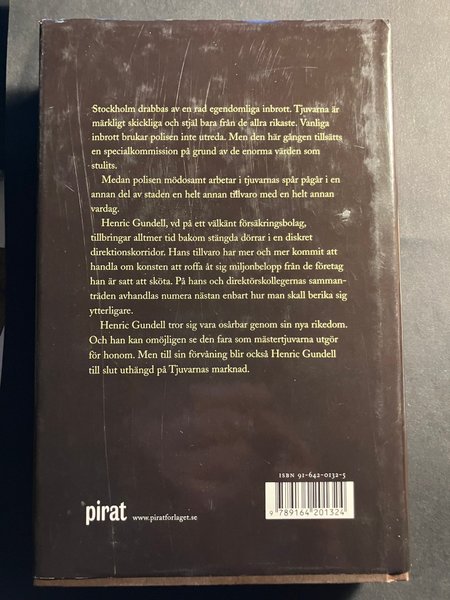 Stockholm drabbas av en rad egendomliga inbrott. Tjuvarna är
märkligt skickliga och stjäl bara från de allra rikaste. Vanliga
inbrott brukar polisen inte utreda. Men den här gången tillsätts
en specialkommission på grund av de enorma värden som
stulits.
Medan polisen mödosamt arbetar i tjuvarnas spår pågår i en
annan del av staden en helt annan tillvaro med en helt annan
vardag.
Henric Gundell, vd på ett välkänt försäkringsbolag,
tillbringar alltmer tid bakom stängda dörrar i en diskret
direktionskorridor. Hans tillvaro har mer och mer kommit att
handla om konsten att roffa åt sig miljonbelopp från de företag
han är satt att sköta. På hans och direktörskollegernas samman-
träden avhandlas numera nästan enbart hur man skall berika sig
ytterligare.
Henric Gundell tror sig vara osårbar genom sin nya rikedom.
Och han kan omöjligen se den fara som mästertjuvarna utgör
för honom. Men till sin förvåning blir också Henric Gundell
till slut uthängd på Tjuvarnas marknad.
ISBN 91-642-0132-5
9 789164 201324
pirat www.piratforlaget.se